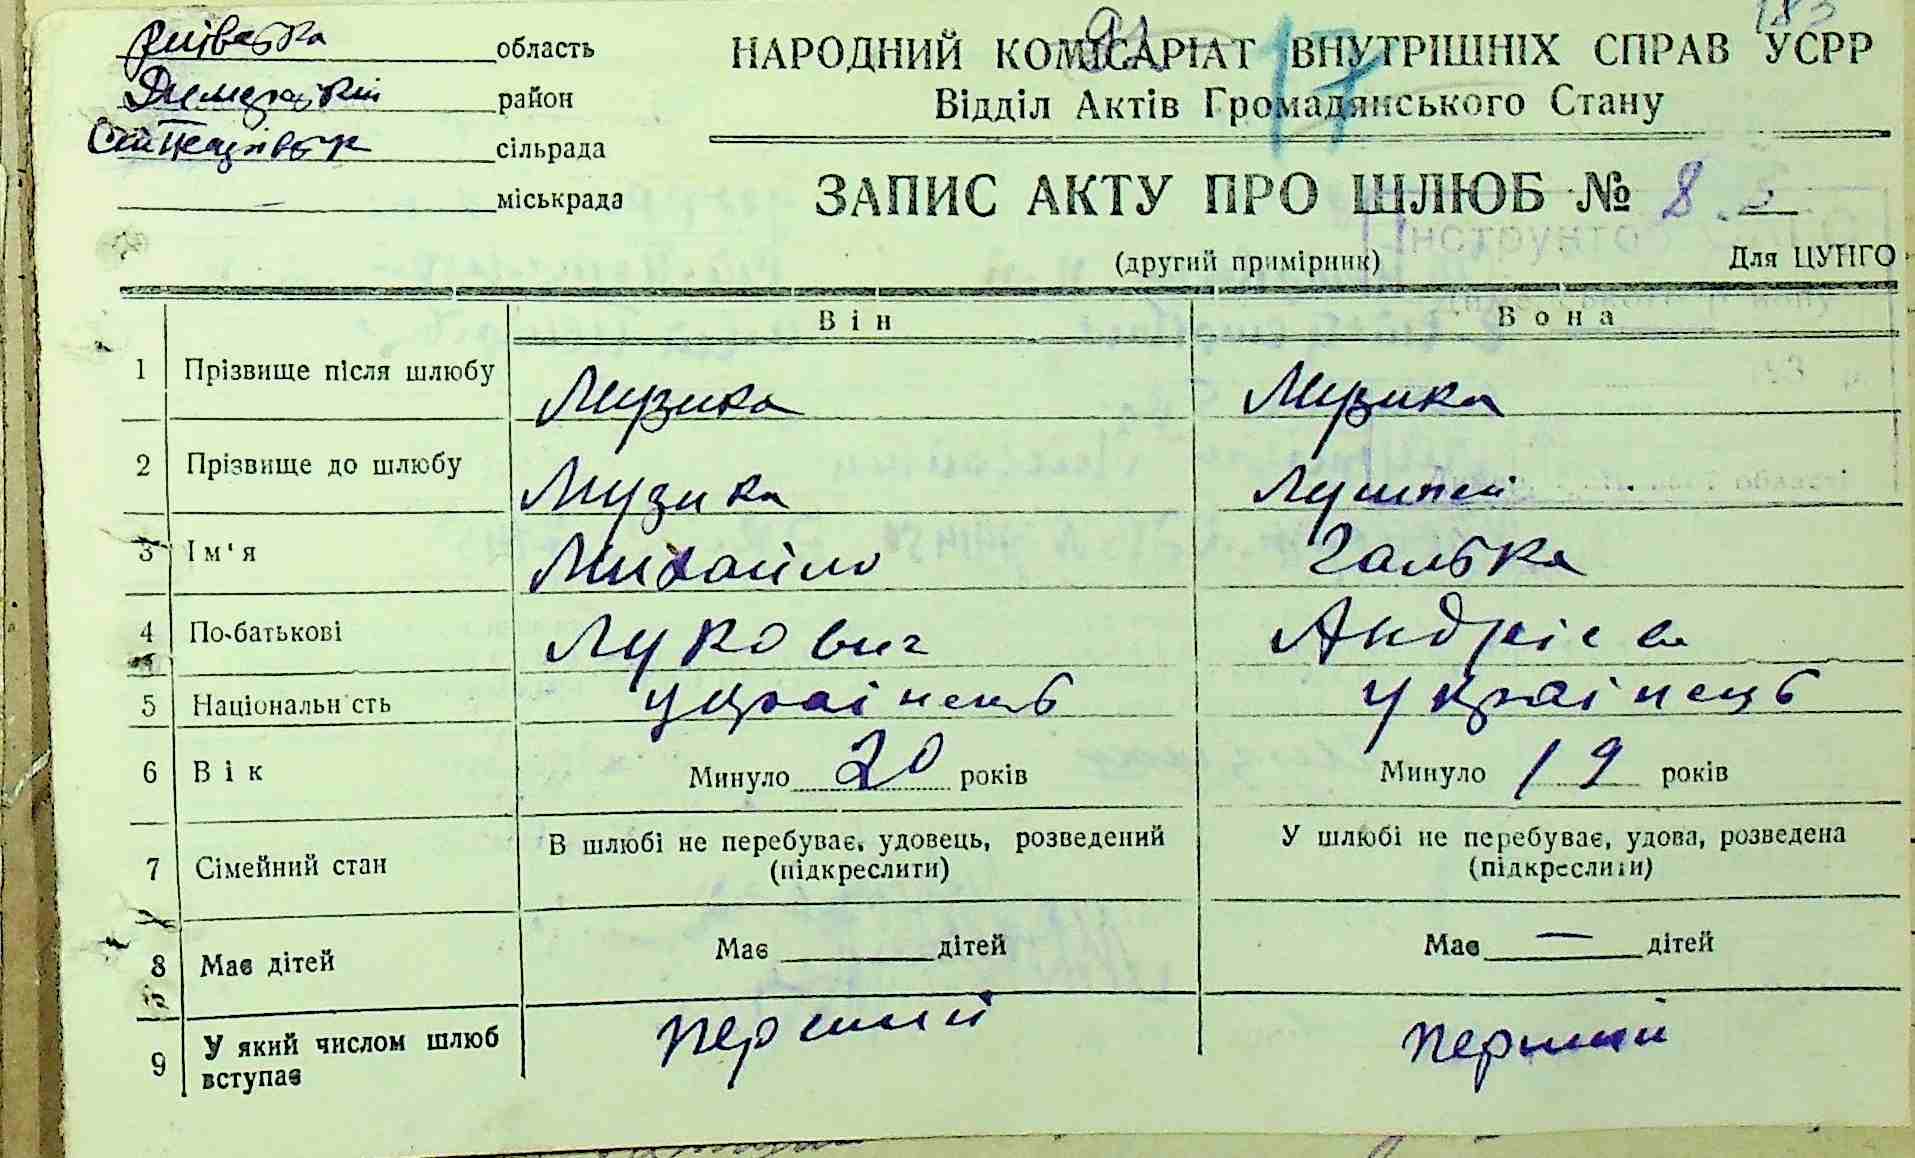 Київська область
Димерський район
сільрада
міськрада
183
17
НАРОДНИЙ КОМІСАРІАТ ВНУТРІШНІХ СПРАВ УСРР
Відділ Актів Громадянського Стану
ЗАПИС АКТУ ПРО ШЛЮБ № 8
(другий примірник)
Для ЦУНГО
Він Вона
1 Прізвище після шлюбу Музика Музика
2 Прізвище до шлюбу Музика Лушпей
3 Ім'я Михайло Галька
4 По-батькові Лукович Андрієв
5 Національність українець українець
6 Вік Минуло 20 років Минуло 19 років
7 Сімейний стан В шлюбі не перебуває, удовець, розведений (підкреслити) У шлюбі не перебуває, удова, розведена (підкреслити)
8 Має дітей Має дітей Має — дітей
9 У який числом шлюб вступає перший перший